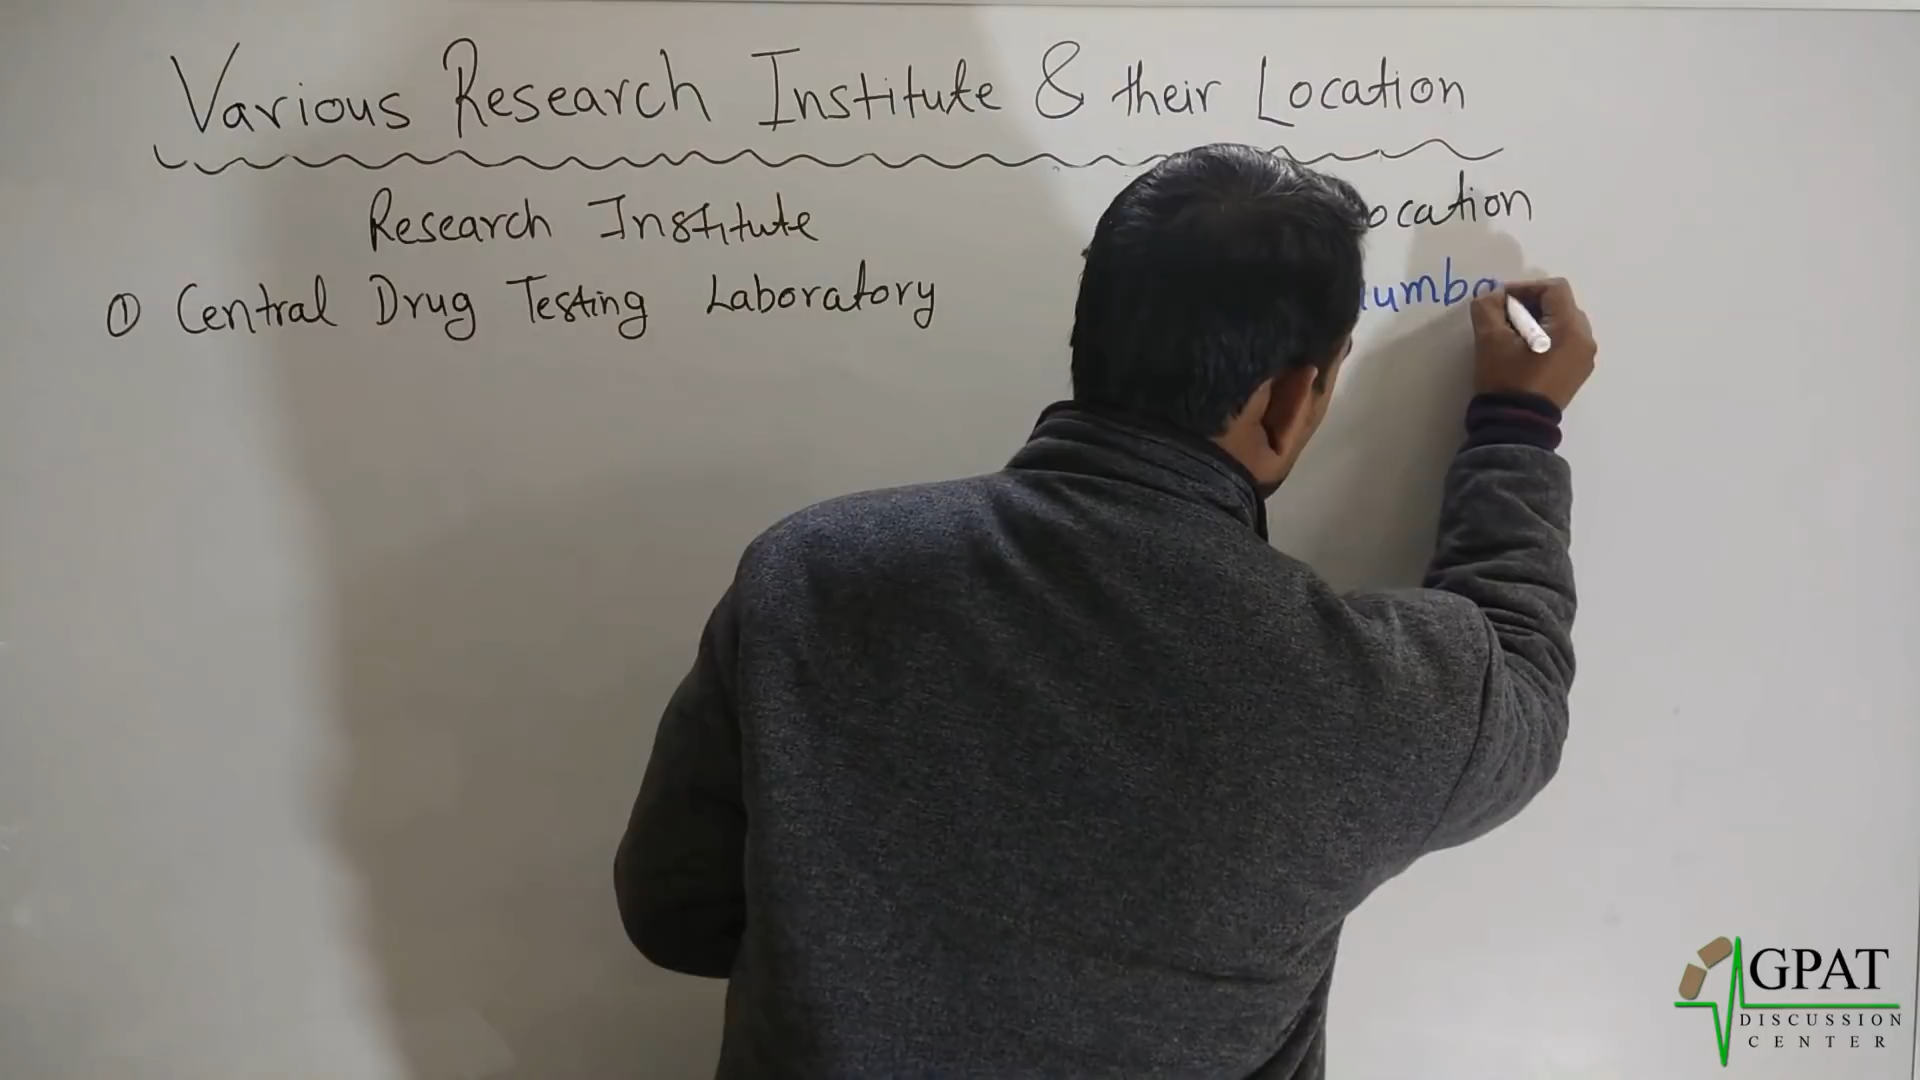 Various Research Institute & their Location
Research Institute ocation
① Central Drug Testing Laboratory umba
GPAT
DISCUSSION
CENTER